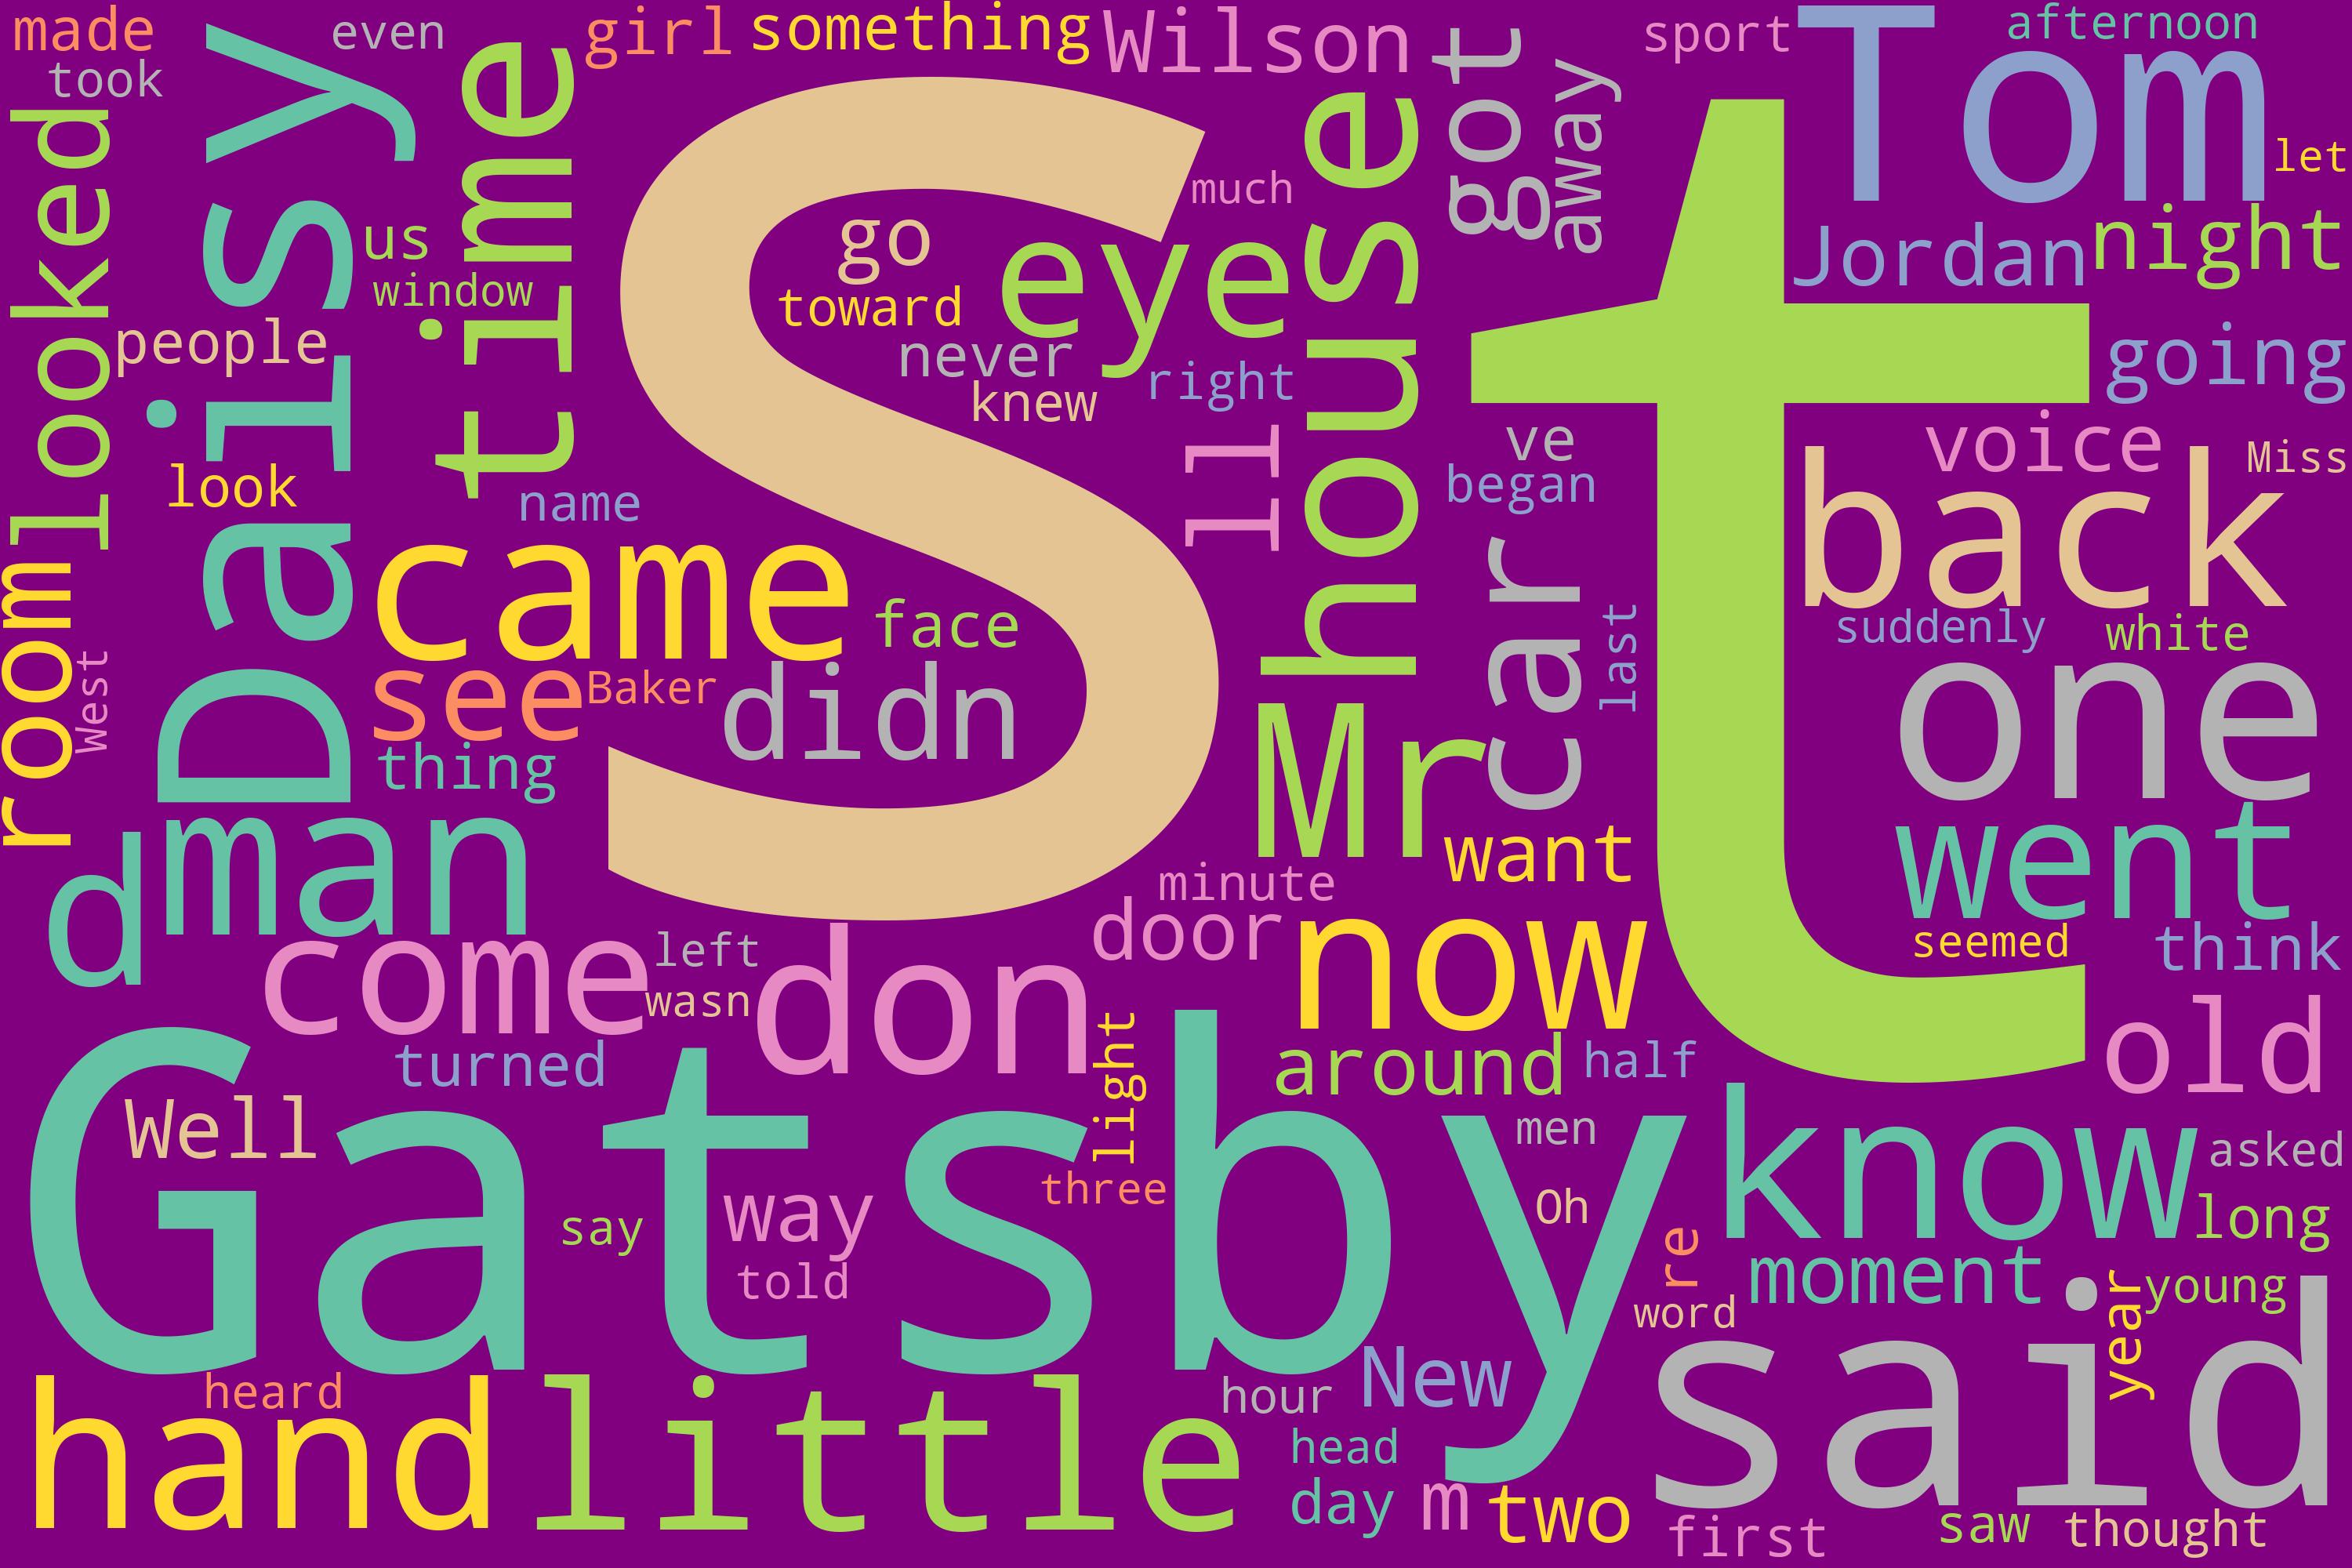 made
took
even
girl
something
Wilson
got
away
sport
Tom
afternoon
let
looked
Daisy
time
us
window
people
look
s
go
toward
eyes
never
knew
much
right
house
ll
t
Jordan
night
going
ve
began
voice
Miss
back
name
came
face
see
Baker
didn
thing
room
West
Mr
car
last
suddenly
white
one
went
want
d
man
come
left
wasn
don
minute
door
now
seemed
think
old
turned
light
around
half
Gatsby
Well
say
way
told
three
men
Oh
know
asked
long
re
moment
word
year
young
said
hand
heard
little
hour
New
head
day
m
two
first
saw
thought